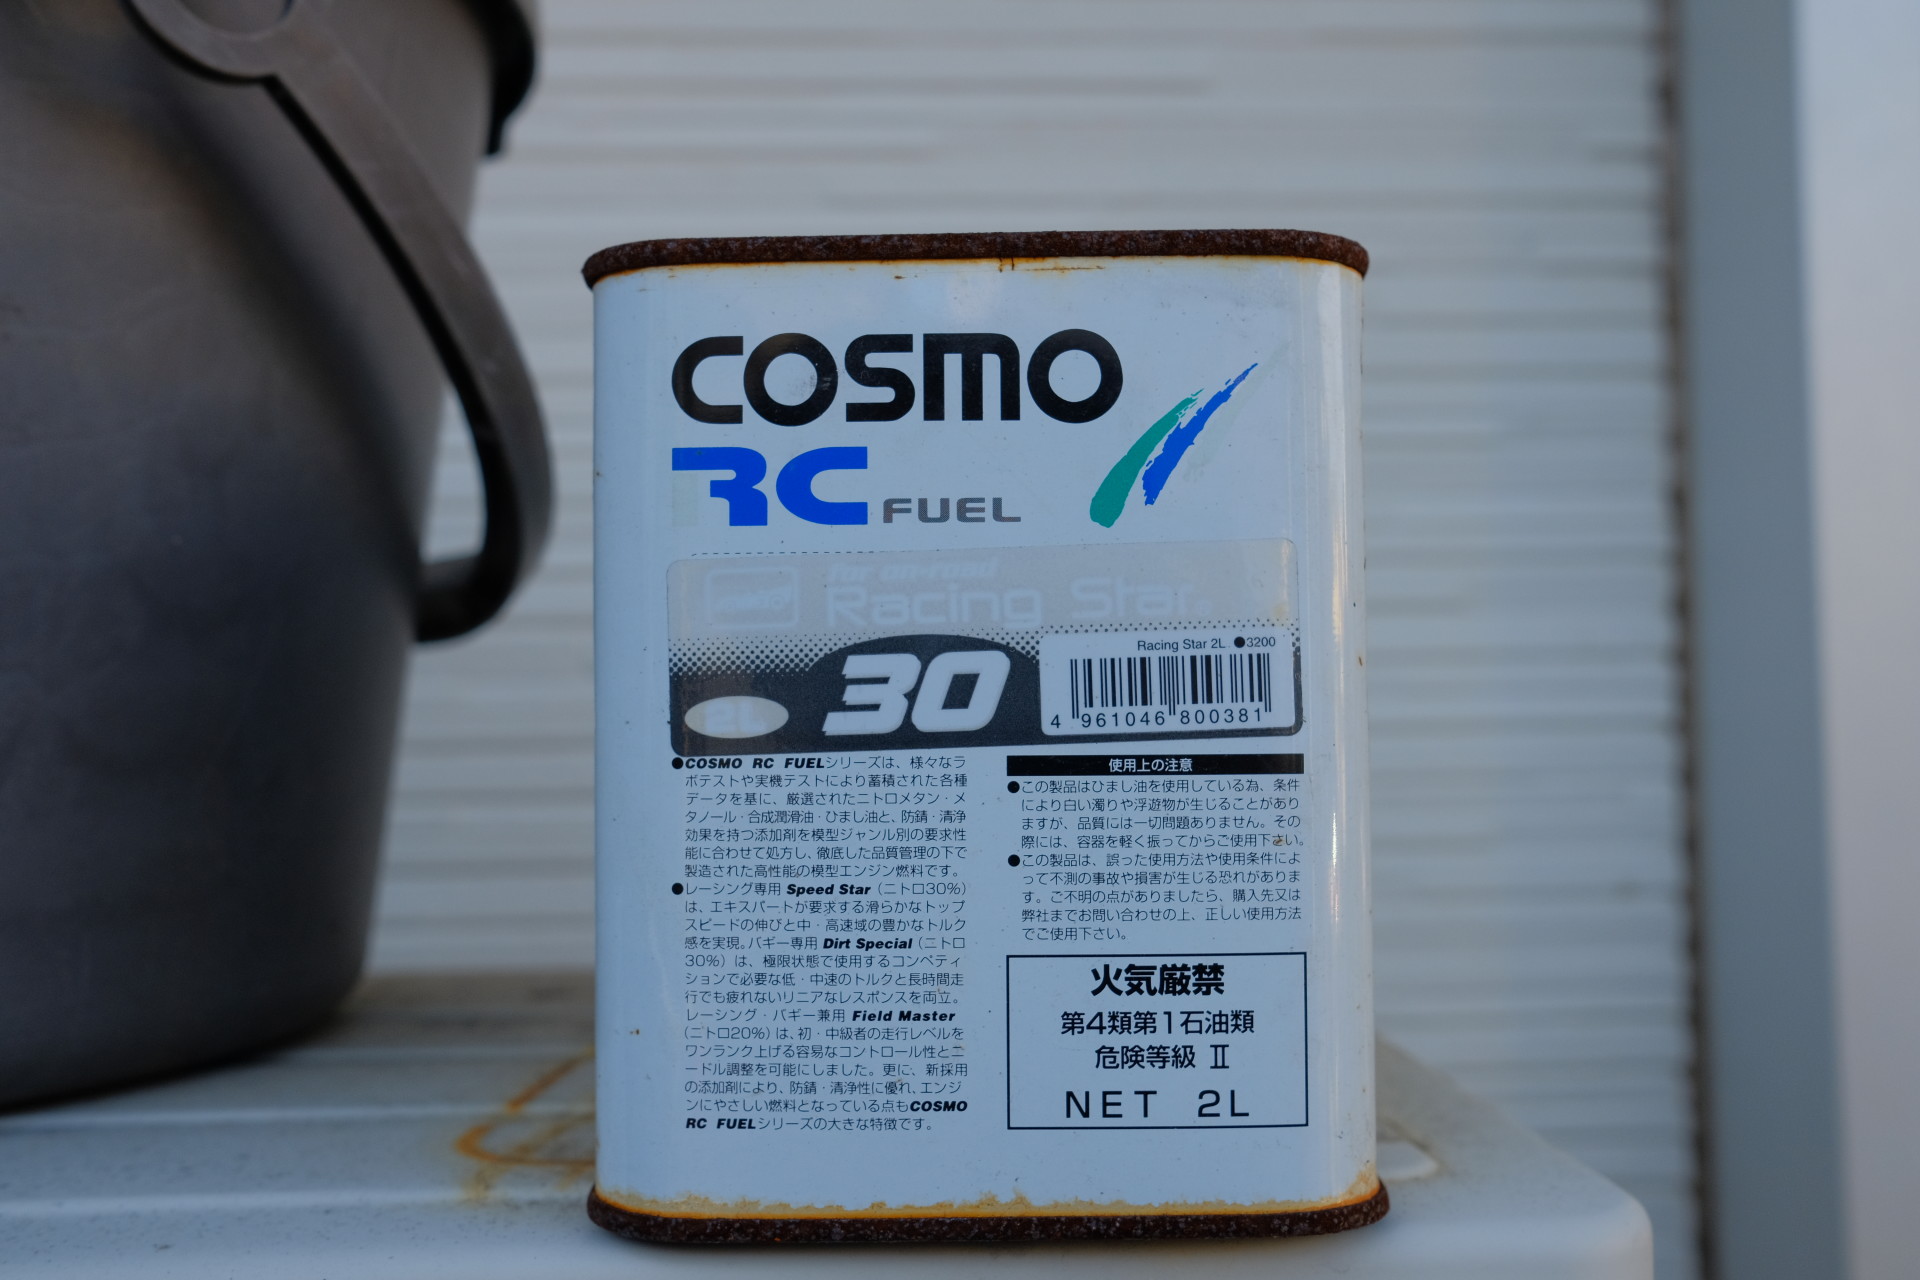 COSMO
RC FUEL
for on-road
Racing Star
30
2L
Racing Star 2L ●3200
4 961046 800381
●COSMO RC FUELシリーズは、様々なラ
ボテストや実機テストにより蓄積された各種
データを基に、厳選されたニトロメタン・メ
タノール・合成潤滑油・ひまし油と、防錆・清浄
効果を持つ添加剤を模型ジャンル別の要求性
能に合わせて処方し、徹底した品質管理の下で
製造された高性能の模型エンジン燃料です。
●レーシング専用 Speed Star（ニトロ30%）
は、エキスパートが要求する滑らかなトップ
スピードの伸びと中・高速域の豊かなトルク
感を実現。バギー専用 Dirt Special（ニトロ
30%）は、極限状態で使用するコンペティ
ションで必要な低・中速のトルクと長時間走
行でも疲れないリニアなレスポンスを両立。
レーシング・バギー兼用 Field Master
（ニトロ20%）は、初・中級者の走行レベルを
ワンランク上げる容易なコントロール性とニ
ードル調整を可能にしました。更に、新採用
の添加剤により、防錆・清浄性に優れ、エンジ
ンにやさしい燃料となっている点もCOSMO
RC FUELシリーズの大きな特徴です。
使用上の注意
●この製品はひまし油を使用している為、条件
により白い濁りや浮遊物が生じることがあり
ますが、品質には一切問題ありません。その
際には、容器を軽く振ってからご使用下さい。
●この製品は、誤った使用方法や使用条件によ
って不測の事故や損害が生じる恐れがありま
す。ご不明の点がありましたら、購入先又は
弊社までお問い合わせの上、正しい使用方法
でご使用下さい。
火気厳禁
第4類第1石油類
危険等級 Ⅱ
NET 2L